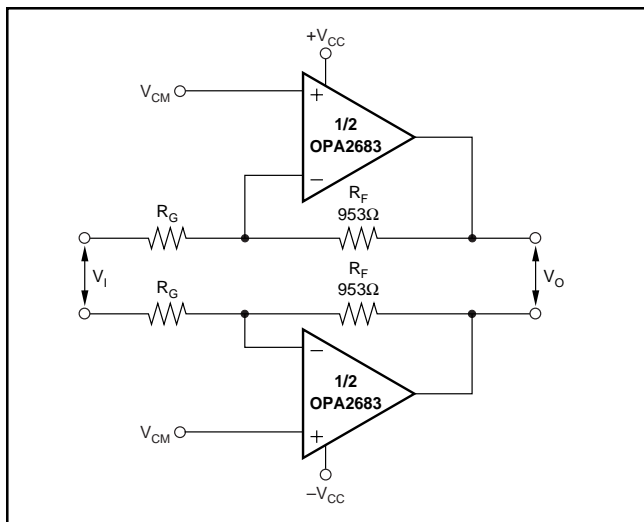 +V_CC
V_CM
+
1/2
OPA2683
−
R_G
R_F
953Ω
V_I
V_O
R_G
R_F
953Ω
−
1/2
OPA2683
V_CM
+
−V_CC